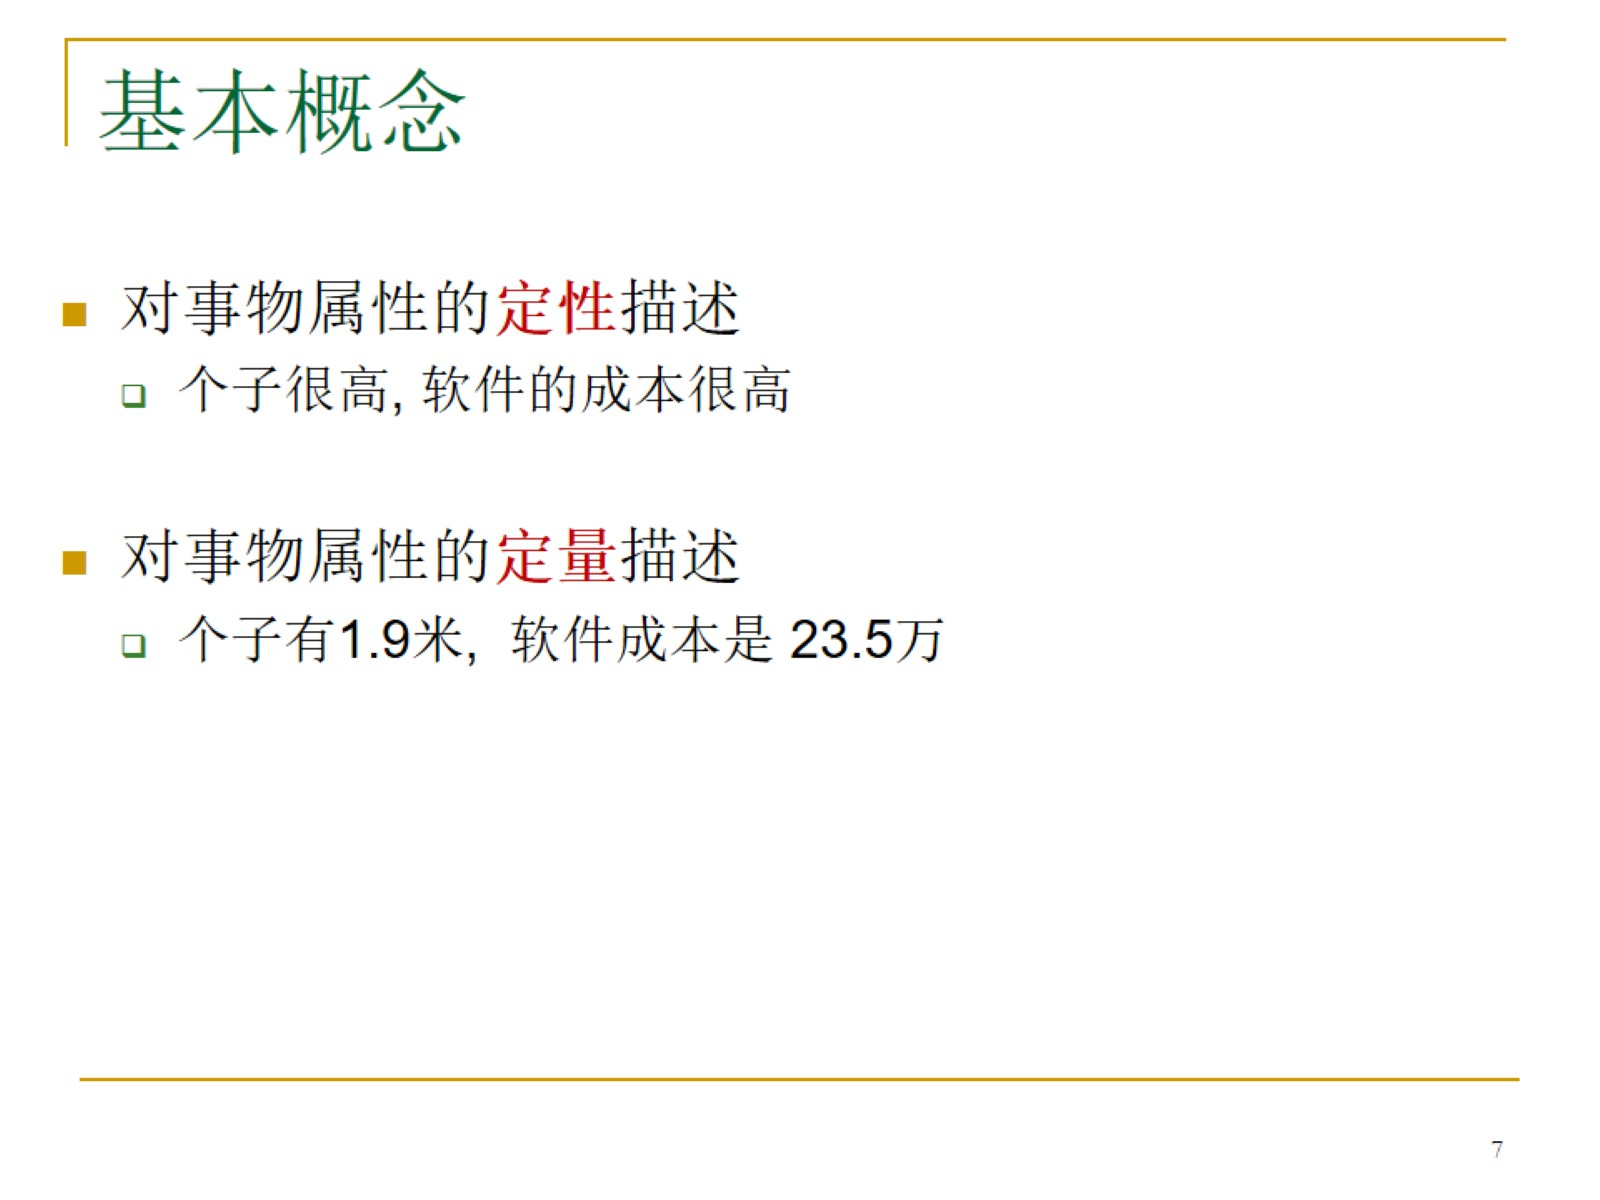 基本概念
对事物属性的定性描述
个子很高, 软件的成本很高
对事物属性的定量描述
个子有1.9米, 软件成本是 23.5万
7